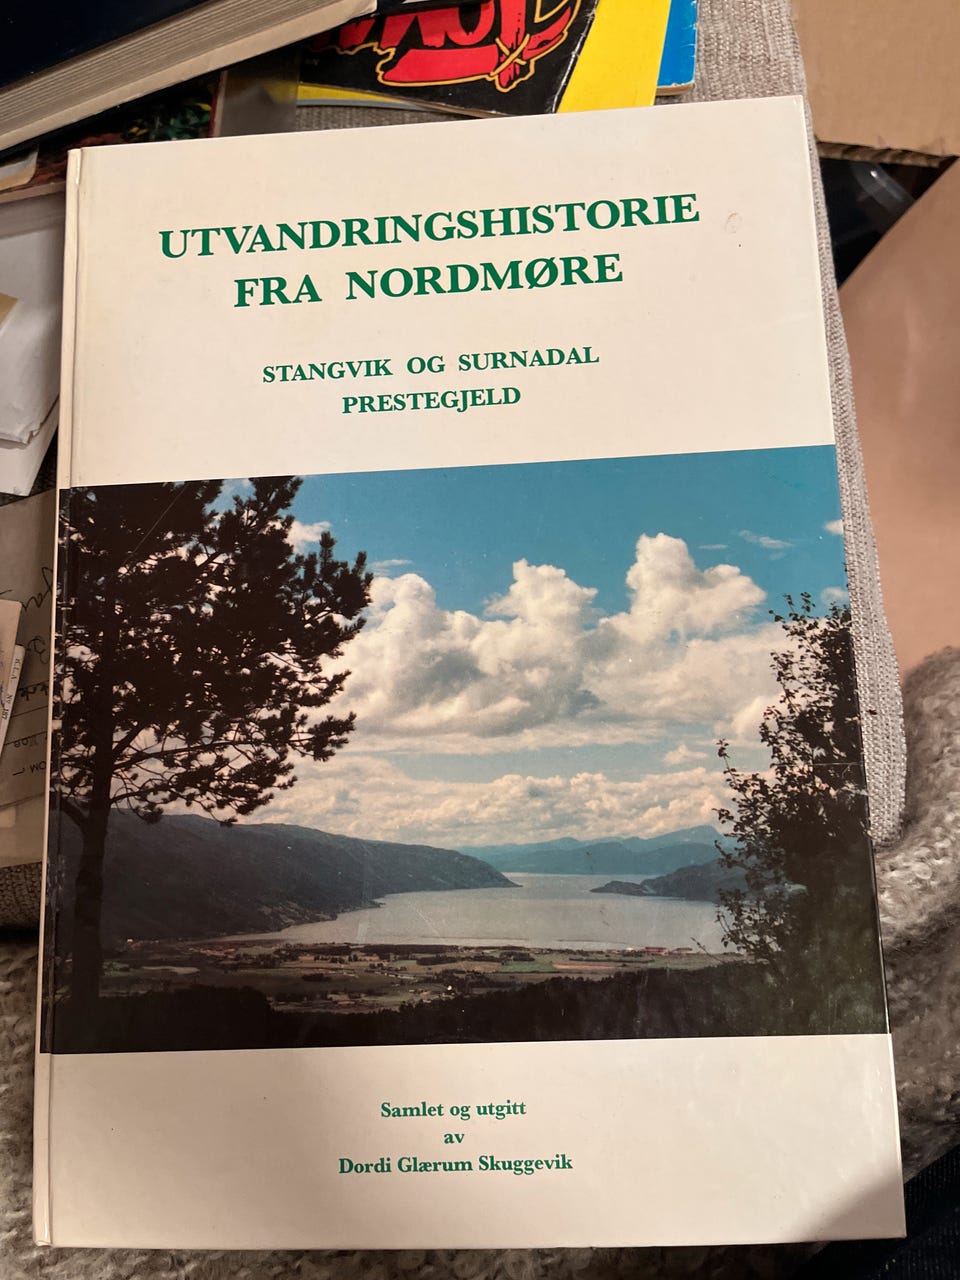 UTVANDRINGSHISTORIE
FRA NORDMØRE
STANGVIK OG SURNADAL
PRESTEGJELD
Samlet og utgitt
av
Dordi Glærum Skuggevik